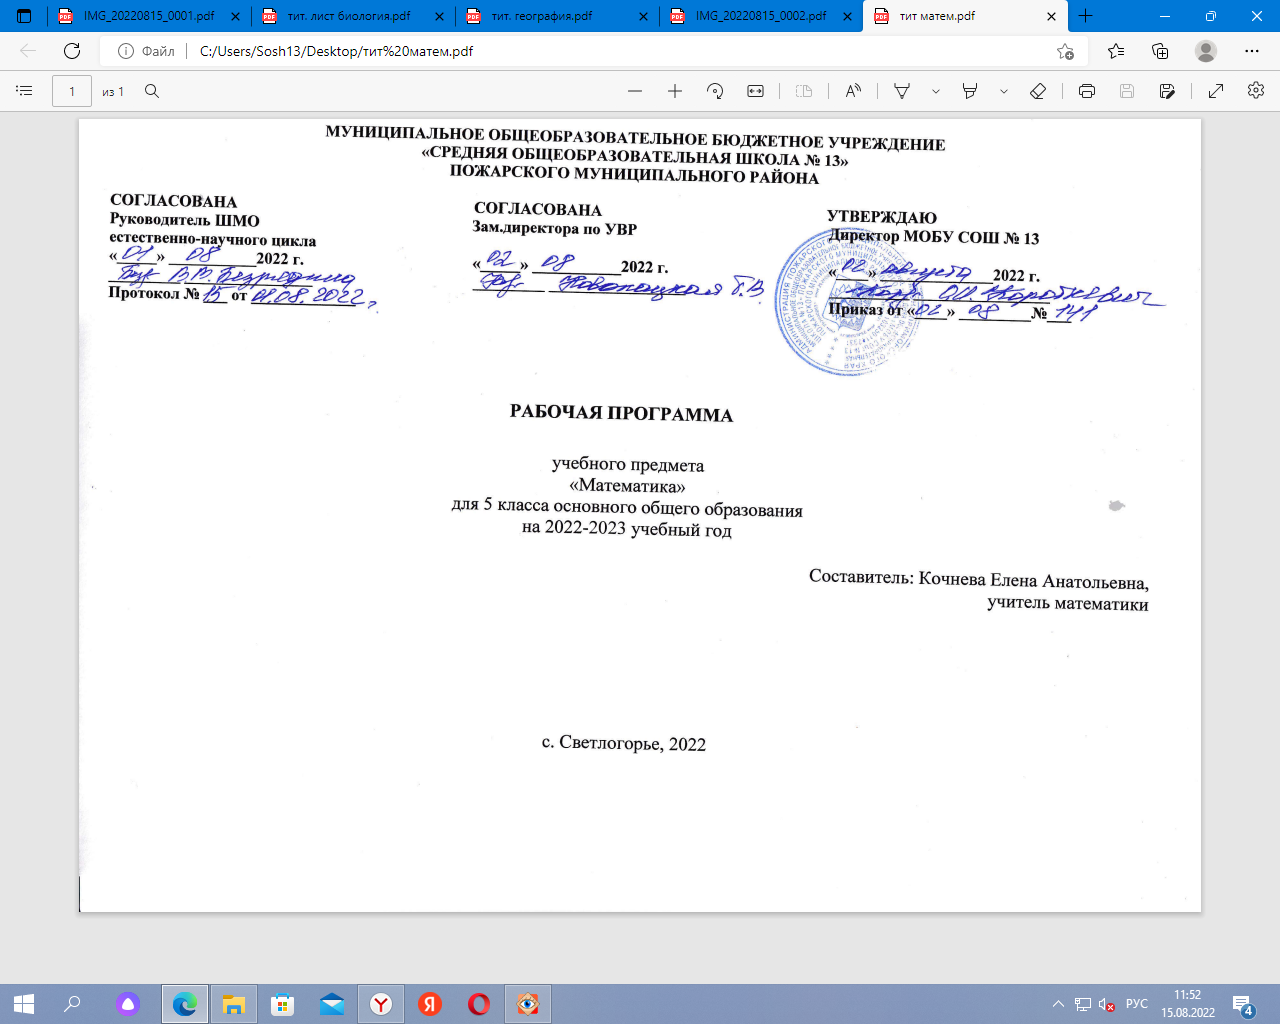 IMG_20220815_0001.pdf
тит. лист биология.pdf
тит. география.pdf
IMG_20220815_0002.pdf
тит матем.pdf
Файл
C:/Users/Sosh13/Desktop/тит%20матем.pdf
1 из 1
МУНИЦИПАЛЬНОЕ ОБЩЕОБРАЗОВАТЕЛЬНОЕ БЮДЖЕТНОЕ УЧРЕЖДЕНИЕ
«СРЕДНЯЯ ОБЩЕОБРАЗОВАТЕЛЬНАЯ ШКОЛА № 13»
ПОЖАРСКОГО МУНИЦИПАЛЬНОГО РАЙОНА
СОГЛАСОВАНА
Руководитель ШМО
естественно-научного цикла
«01» 08 2022 г.
В.В. Безрядина
Протокол № 15 от 01.08.2022г.
СОГЛАСОВАНА
Зам.директора по УВР
«02» 08 2022 г.
Новопацкая Т.В.
УТВЕРЖДАЮ
Директор МОБУ СОШ № 13
«02» августа 2022 г.
Короткевич
Приказ от «02» 08 № 141
РАБОЧАЯ ПРОГРАММА
учебного предмета
«Математика»
для 5 класса основного общего образования
на 2022-2023 учебный год
Составитель: Кочнева Елена Анатольевна,
учитель математики
с. Светлогорье, 2022
РУС
11:52
15.08.2022
4